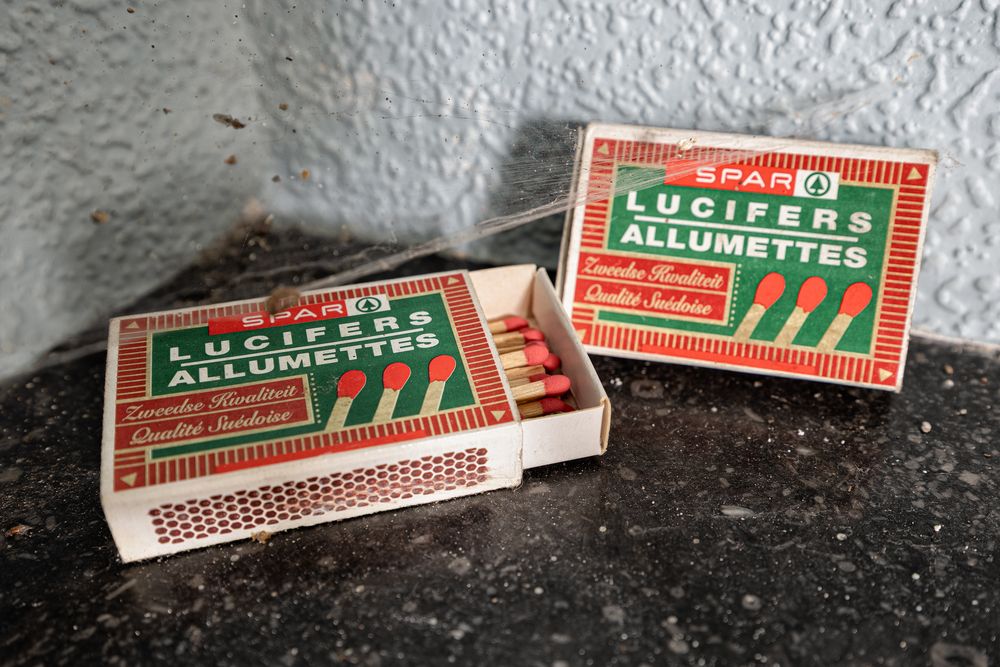 SPAR
LUCIFERS
ALLUMETTES
Zweedse Kwaliteit
Qualité Suédoise
SPAR
LUCIFERS
ALLUMETTES
Zweedse Kwaliteit
Qualité Suédoise